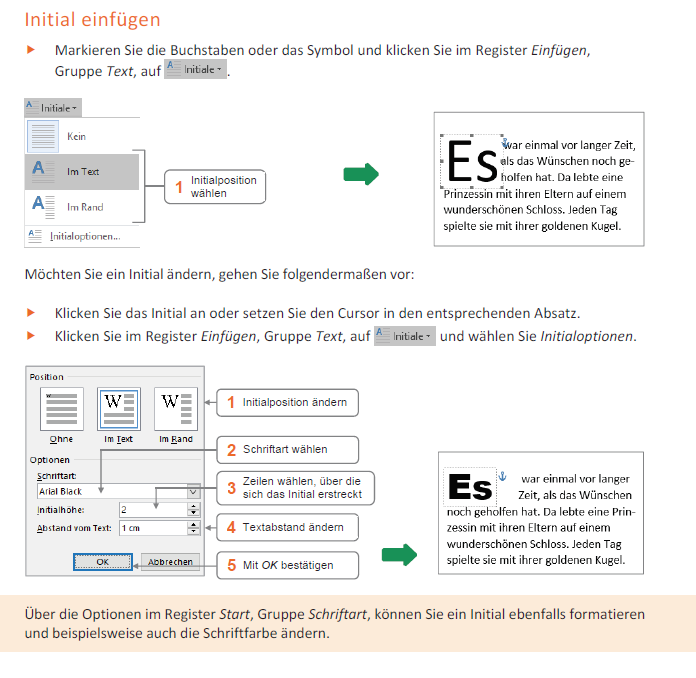 Initial einfügen
Markieren Sie die Buchstaben oder das Symbol und klicken Sie im Register Einfügen,
Gruppe Text, auf A Initiale .
A Initiale
Kein
A Im Text
A Im Rand
A Initialoptionen...
1 Initialposition
wählen
Es war einmal vor langer Zeit,
als das Wünschen noch ge-
holfen hat. Da lebte eine
Prinzessin mit ihren Eltern auf einem
wunderschönen Schloss. Jeden Tag
spielte sie mit ihrer goldenen Kugel.
Möchten Sie ein Initial ändern, gehen Sie folgendermaßen vor:
Klicken Sie das Initial an oder setzen Sie den Cursor in den entsprechenden Absatz.
Klicken Sie im Register Einfügen, Gruppe Text, auf A Initiale und wählen Sie Initialoptionen.
Position
W W W
Ohne Im Text Im Rand
Optionen
Schriftart:
Arial Black
Initialhöhe: 2
Abstand vom Text: 1 cm
OK Abbrechen
1 Initialposition ändern
2 Schriftart wählen
3 Zeilen wählen, über die
sich das Initial erstreckt
4 Textabstand ändern
5 Mit OK bestätigen
Es war einmal vor langer
Zeit, als das Wünschen
noch geholfen hat. Da lebte eine Prin-
zessin mit ihren Eltern auf einem
wunderschönen Schloss. Jeden Tag
spielte sie mit ihrer goldenen Kugel.
Über die Optionen im Register Start, Gruppe Schriftart, können Sie ein Initial ebenfalls formatieren
und beispielsweise auch die Schriftfarbe ändern.